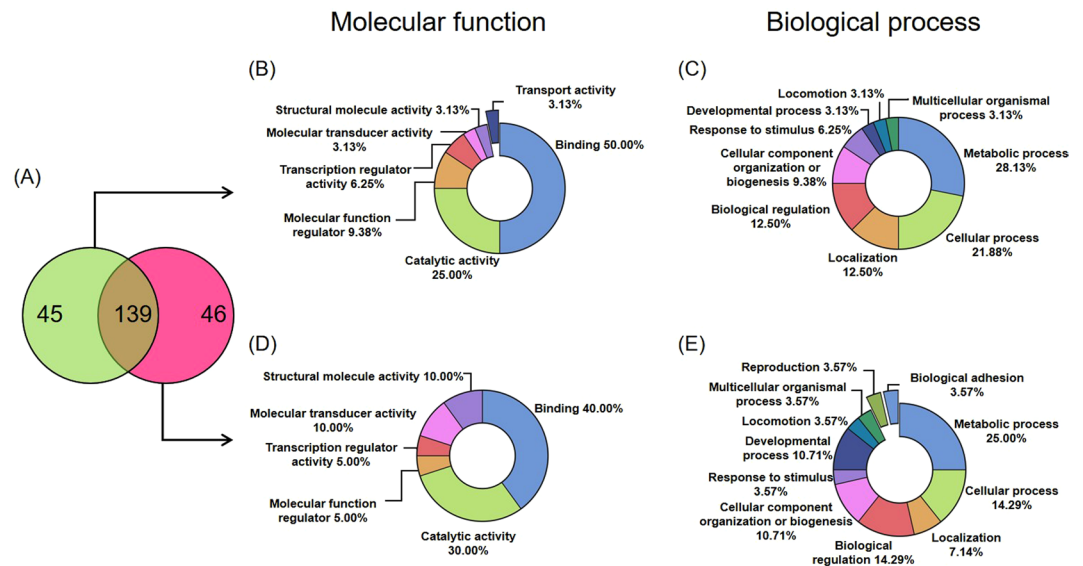 Molecular function
Biological process
(A)
45
139
46
(B)
Transport activity
3.13%
Structural molecule activity 3.13%
Molecular transducer activity
3.13%
Binding 50.00%
Transcription regulator
activity 6.25%
Molecular function
regulator 9.38%
Catalytic activity
25.00%
(C)
Locomotion 3.13%
Multicellular organismal
process 3.13%
Developmental process 3.13%
Response to stimulus 6.25%
Metabolic process
28.13%
Cellular component
organization or
biogenesis 9.38%
Biological regulation
12.50%
Cellular process
21.88%
Localization
12.50%
(D)
Structural molecule activity 10.00%
Binding 40.00%
Molecular transducer activity
10.00%
Transcription regulator
activity 5.00%
Molecular function
regulator 5.00%
Catalytic activity
30.00%
(E)
Reproduction 3.57%
Biological adhesion
3.57%
Multicellular organismal
process 3.57%
Metabolic process
25.00%
Locomotion 3.57%
Developmental
process 10.71%
Response to stimulus
3.57%
Cellular process
14.29%
Cellular component
organization or biogenesis
10.71%
Localization
7.14%
Biological
regulation 14.29%